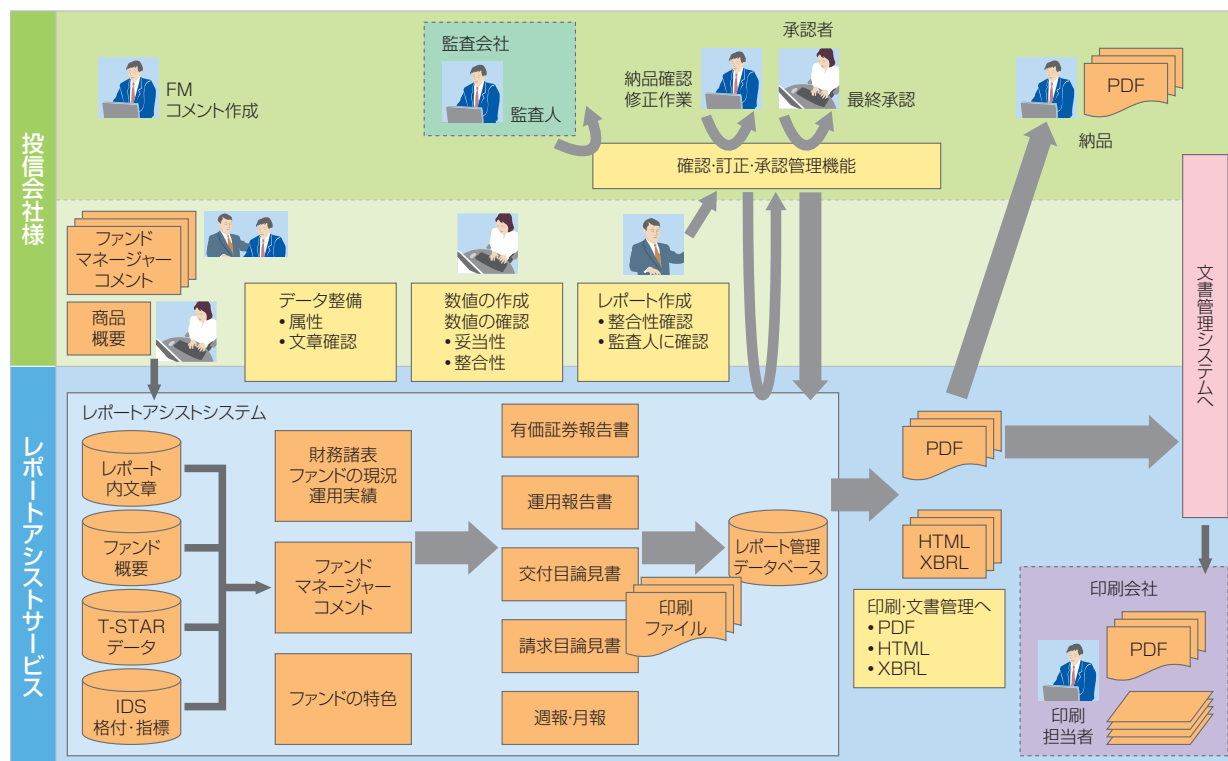 投信会社様
FM
コメント作成
監査会社
監査人
納品確認
修正作業
承認者
最終承認
PDF
納品
確認・訂正・承認管理機能
ファンド
マネージャー
コメント
商品
概要
データ整備
• 属性
• 文章確認
数値の作成
数値の確認
• 妥当性
• 整合性
レポート作成
• 整合性確認
• 監査人に確認
文書管理システムへ
レポートアシストサービス
レポートアシストシステム
レポート
内文章
ファンド
概要
T-STAR
データ
IDS
格付・指標
財務諸表
ファンドの現況
運用実績
ファンド
マネージャー
コメント
ファンドの特色
有価証券報告書
運用報告書
交付目論見書
請求目論見書
週報・月報
印刷
ファイル
レポート管理
データベース
PDF
HTML
XBRL
印刷・文書管理へ
• PDF
• HTML
• XBRL
印刷会社
PDF
印刷
担当者